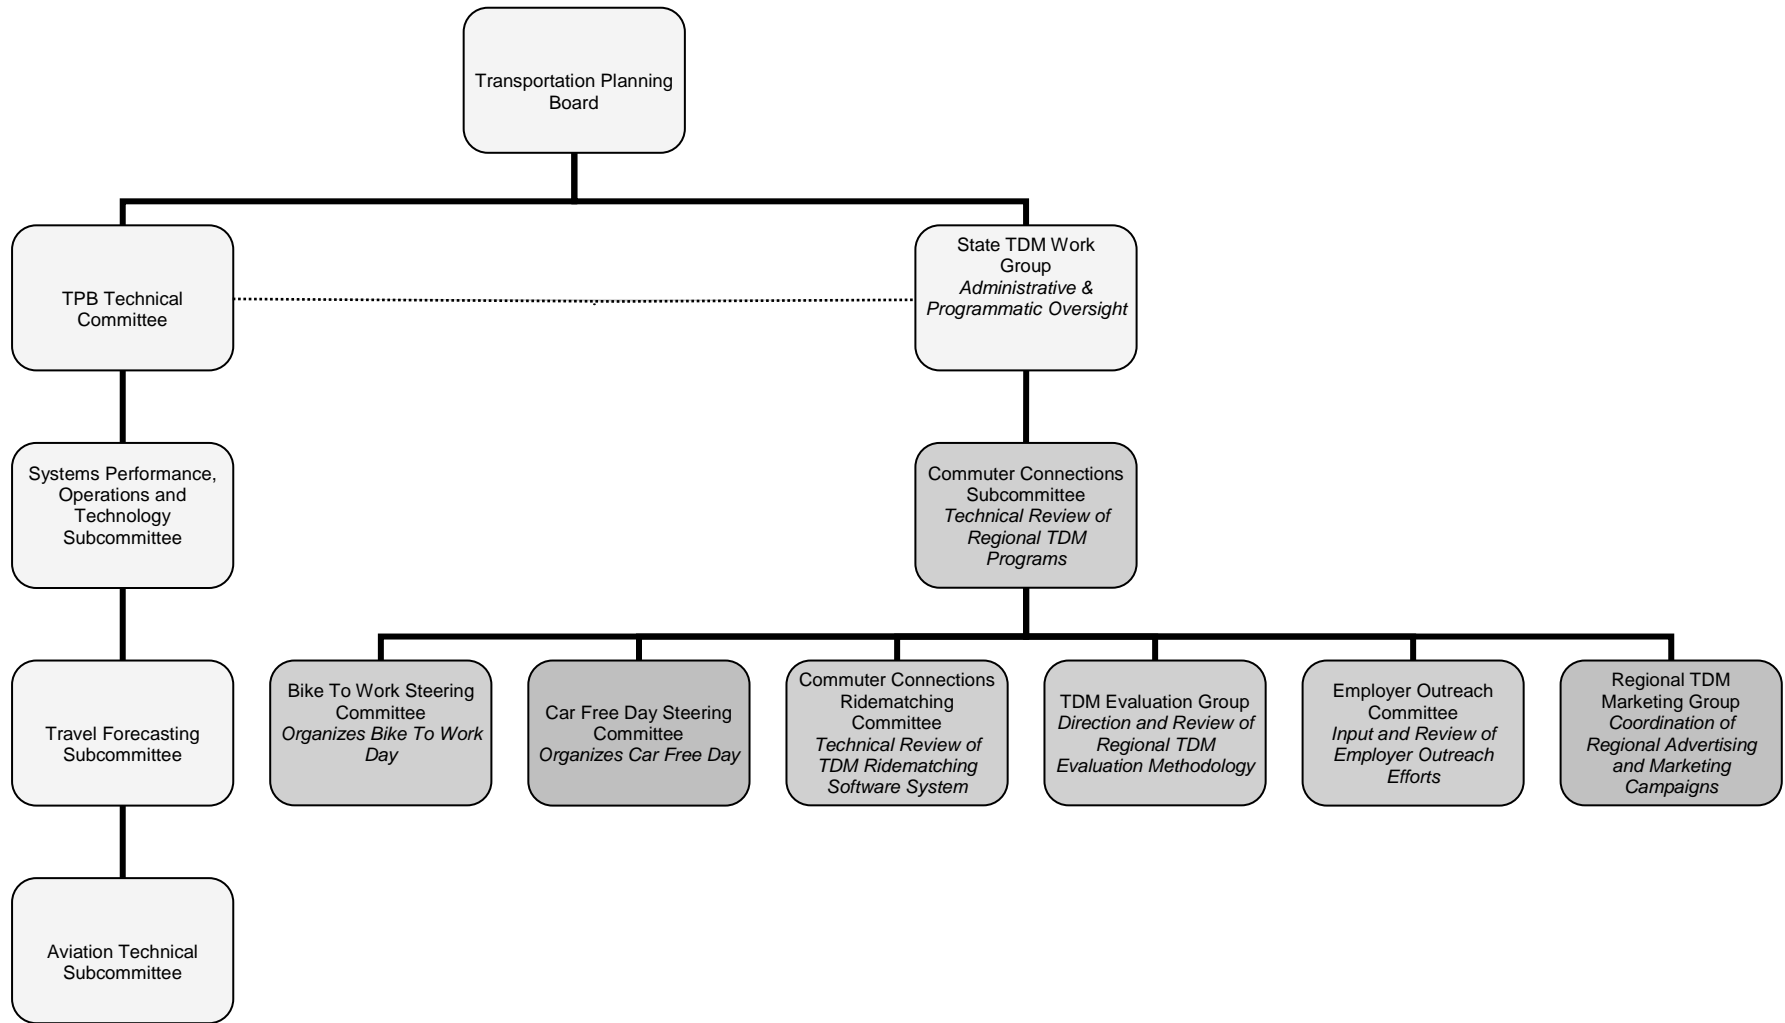 Transportation Planning
Board
TPB Technical
Committee
State TDM Work
Group
Administrative &
Programmatic Oversight
Systems Performance,
Operations and
Technology
Subcommittee
Commuter Connections
Subcommittee
Technical Review of
Regional TDM
Programs
Travel Forecasting
Subcommittee
Bike To Work Steering
Committee
Organizes Bike To Work
Day
Car Free Day Steering
Committee
Organizes Car Free Day
Commuter Connections
Ridematching
Committee
Technical Review of
TDM Ridematching
Software System
TDM Evaluation Group
Direction and Review of
Regional TDM
Evaluation Methodology
Employer Outreach
Committee
Input and Review of
Employer Outreach
Efforts
Regional TDM
Marketing Group
Coordination of
Regional Advertising
and Marketing
Campaigns
Aviation Technical
Subcommittee